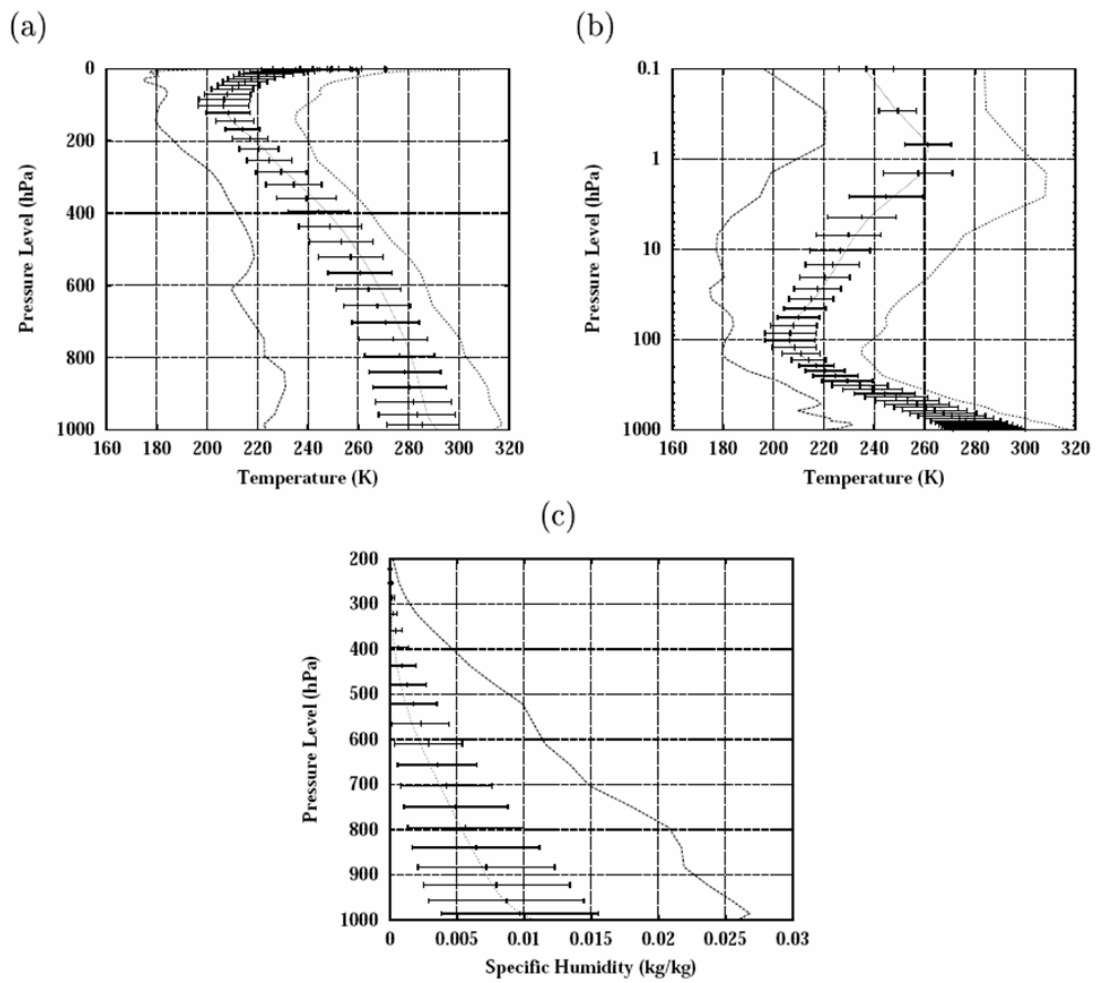 (a)
0
200
400
600
800
1000
Pressure Level (hPa)
160 180 200 220 240 260 280 300 320
Temperature (K)
(b)
0.1
1
10
100
1000
Pressure Level (hPa)
160 180 200 220 240 260 280 300 320
Temperature (K)
(c)
200
300
400
500
600
700
800
900
1000
Pressure Level (hPa)
0 0.005 0.01 0.015 0.02 0.025 0.03
Specific Humidity (kg/kg)